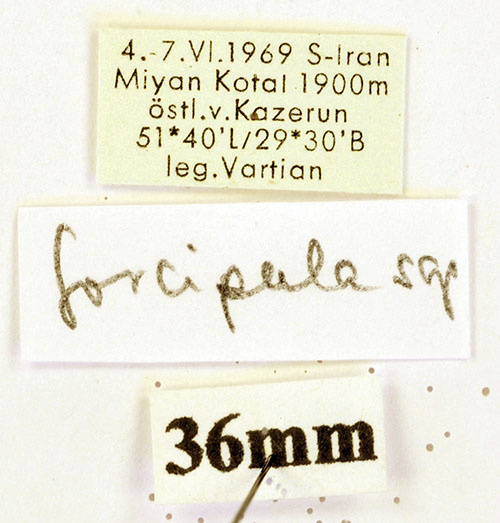 4.-7.VI.1969 S-Iran
Miyan Kotal 1900m
östl.v.Kazerun
51*40'L/29*30'B
leg.Vartian
forcipula sp
36mm